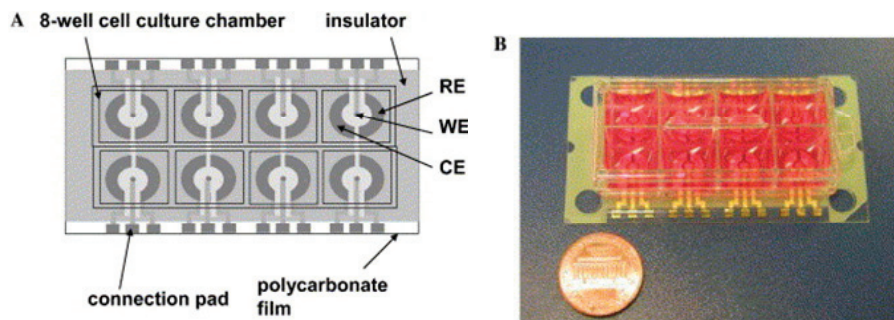 A
8-well cell culture chamber
insulator
RE
WE
CE
connection pad
polycarbonate
film
B